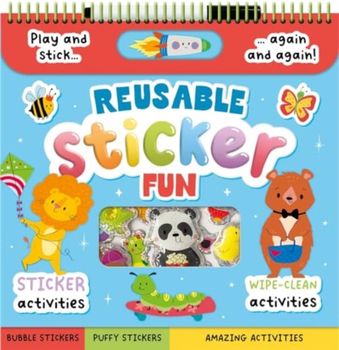 Play and
stick...
... again
and again!
REUSABLE
sticker
FUN
STICKER
activities
WIPE-CLEAN
activities
BUBBLE STICKERS
PUFFY STICKERS
AMAZING ACTIVITIES